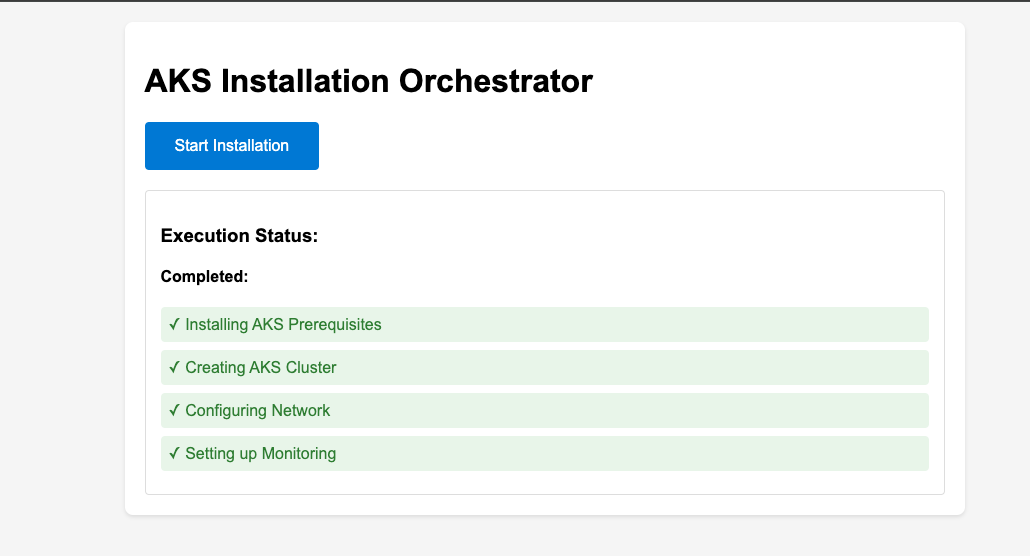 AKS Installation Orchestrator
Start Installation
Execution Status:
Completed:
✓ Installing AKS Prerequisites
✓ Creating AKS Cluster
✓ Configuring Network
✓ Setting up Monitoring